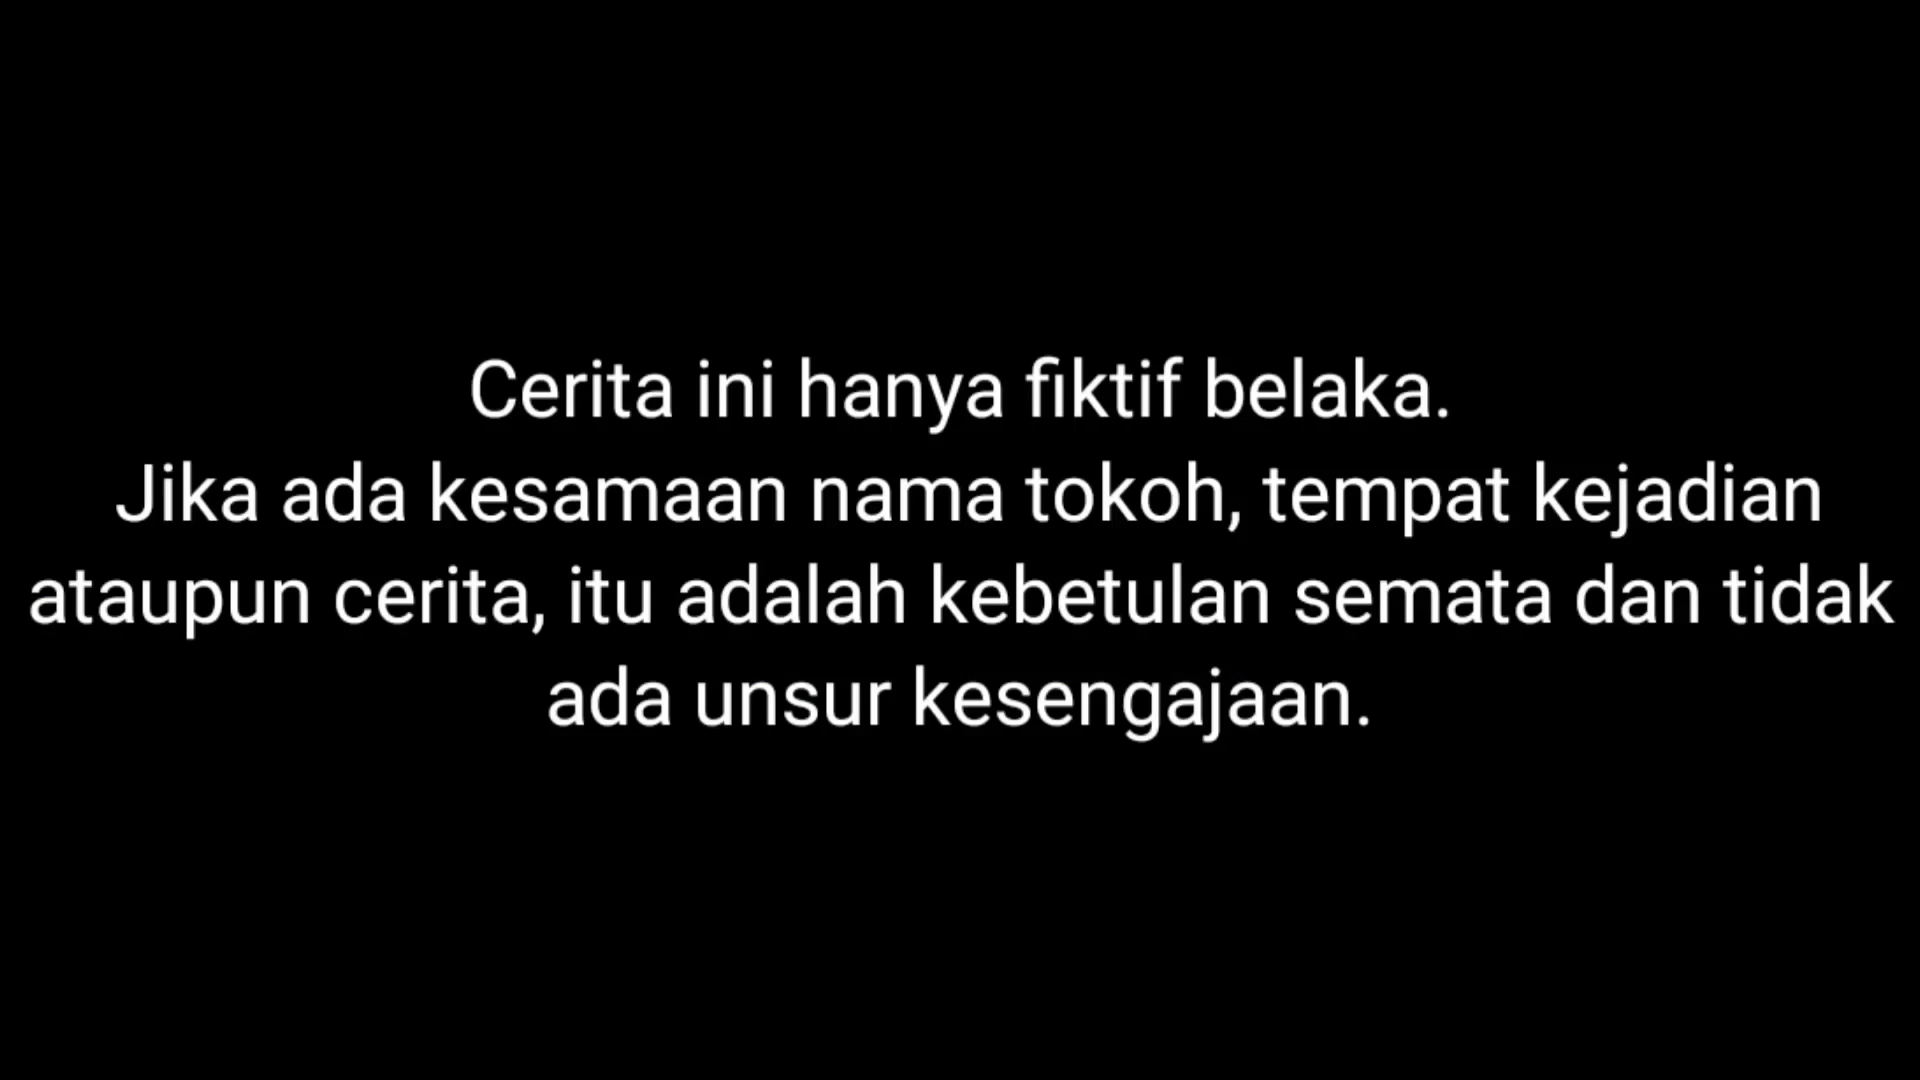 Cerita ini hanya fiktif belaka.
Jika ada kesamaan nama tokoh, tempat kejadian
ataupun cerita, itu adalah kebetulan semata dan tidak
ada unsur kesengajaan.